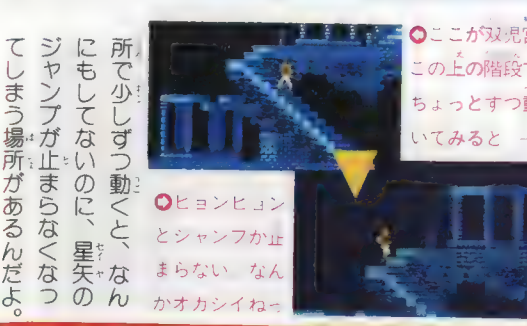 所で少しずつ動くと、なん
にもしてないのに、星矢の
ジャンプが止まらなくなっ
てしまう場所があるんだよ。
ここが双児宮
この上の階段で
ちょっとずつ動
いてみると
ヒョンヒョン
とジャンプが止
まらない なん
かオカシイねー